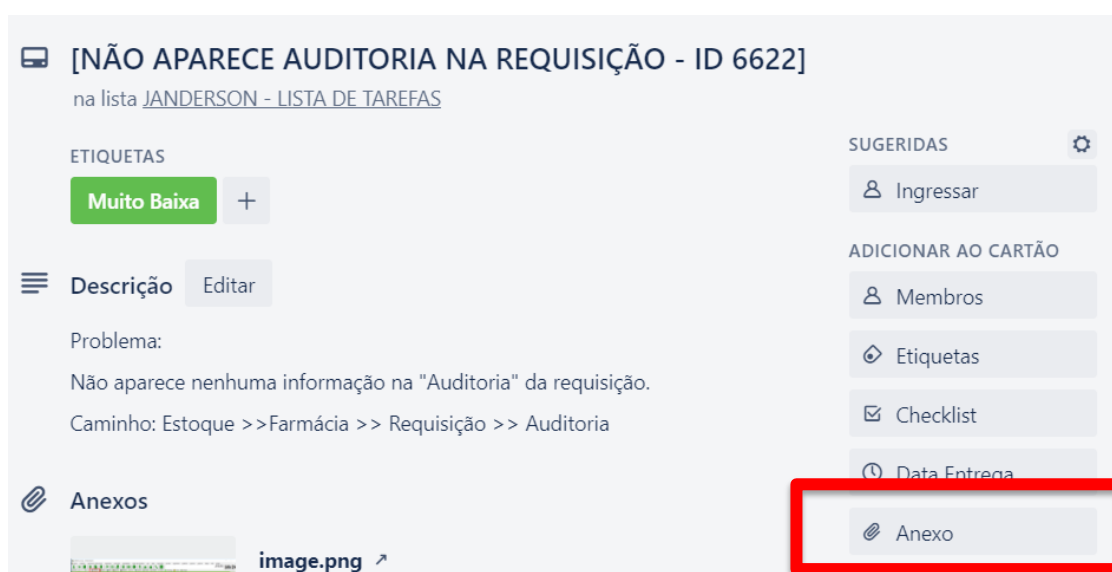 [NÃO APARECE AUDITORIA NA REQUISIÇÃO - ID 6622]
na lista JANDERSON - LISTA DE TAREFAS
ETIQUETAS
Muito Baixa +
Descrição Editar
Problema:
Não aparece nenhuma informação na "Auditoria" da requisição.
Caminho: Estoque >>Farmácia >> Requisição >> Auditoria
Anexos
image.png ↗
SUGERIDAS
Ingressar
ADICIONAR AO CARTÃO
Membros
Etiquetas
Checklist
Data Entrega
Anexo